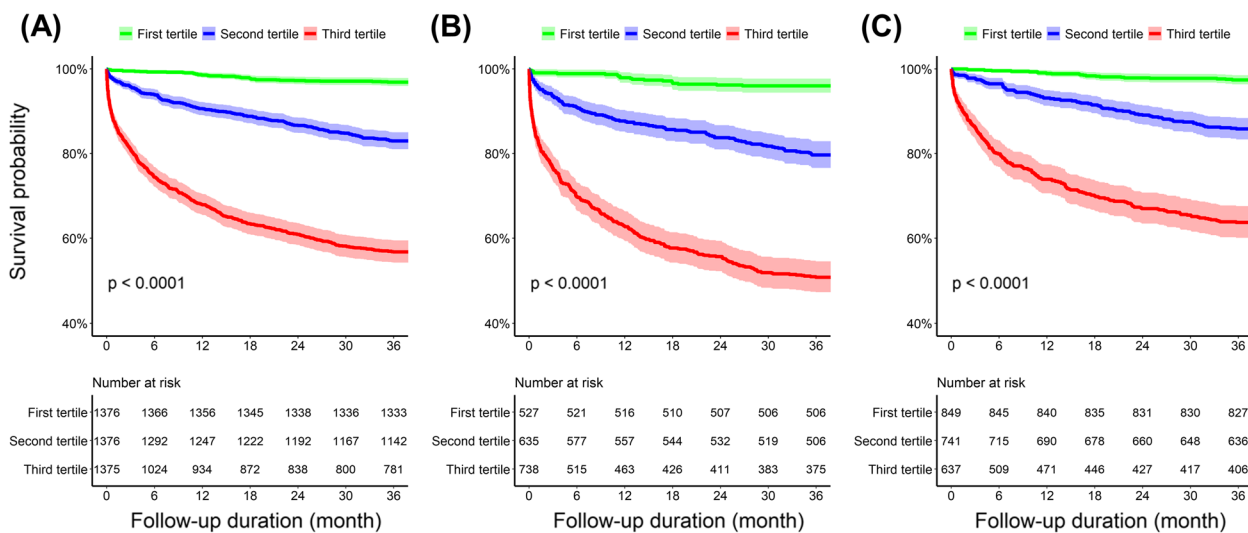 (A)
First tertile Second tertile Third tertile
Survival probability
100%
80%
60%
40%
p < 0.0001
0 6 12 18 24 30 36
Number at risk
First tertile 1376 1366 1356 1345 1338 1336 1333
Second tertile 1376 1292 1247 1222 1192 1167 1142
Third tertile 1375 1024 934 872 838 800 781
0 6 12 18 24 30 36
Follow-up duration (month)
(B)
First tertile Second tertile Third tertile
100%
80%
60%
40%
p < 0.0001
0 6 12 18 24 30 36
Number at risk
First tertile 527 521 516 510 507 506 506
Second tertile 635 577 557 544 532 519 506
Third tertile 738 515 463 426 411 383 375
0 6 12 18 24 30 36
Follow-up duration (month)
(C)
First tertile Second tertile Third tertile
100%
80%
60%
40%
p < 0.0001
0 6 12 18 24 30 36
Number at risk
First tertile 849 845 840 835 831 830 827
Second tertile 741 715 690 678 660 648 636
Third tertile 637 509 471 446 427 417 406
0 6 12 18 24 30 36
Follow-up duration (month)